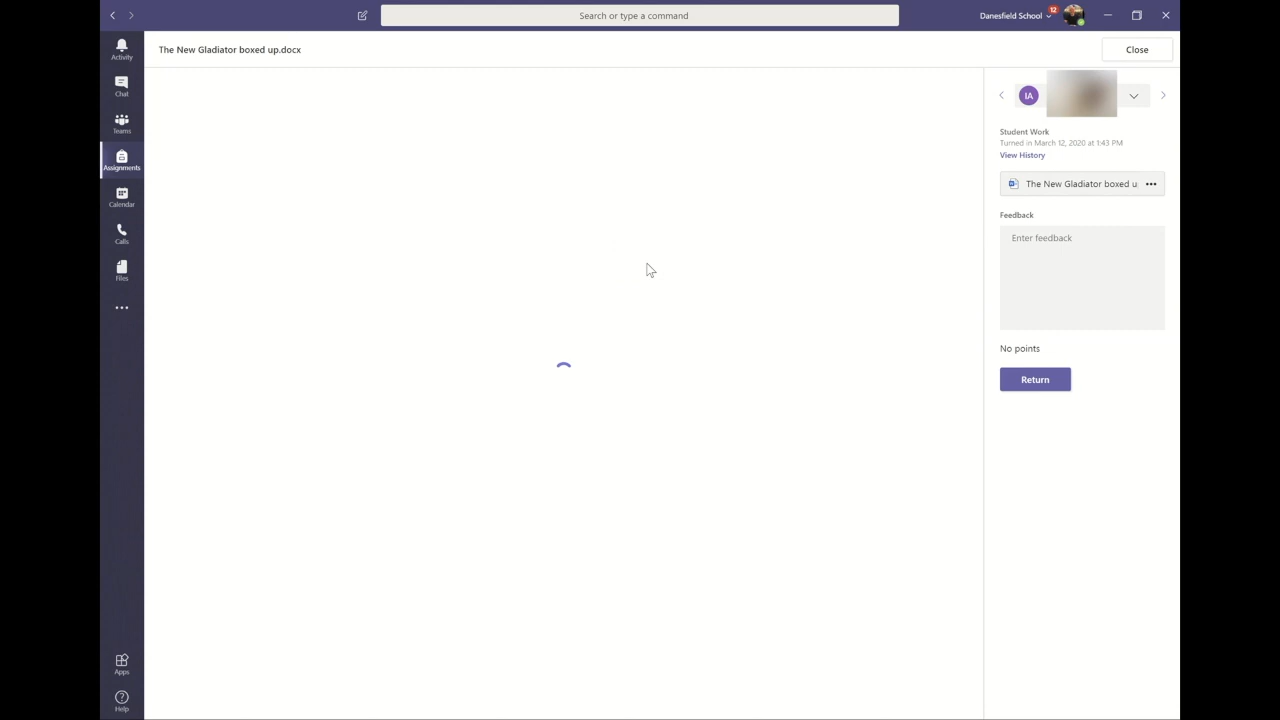 Search or type a command
Danesfield School
12
Activity
Chat
Teams
Assignments
Calendar
Calls
Files
Apps
Help
The New Gladiator boxed up.docx
Close
IA
Student Work
Turned in March 12, 2020 at 1:43 PM
View History
The New Gladiator boxed u
Feedback
Enter feedback
No points
Return